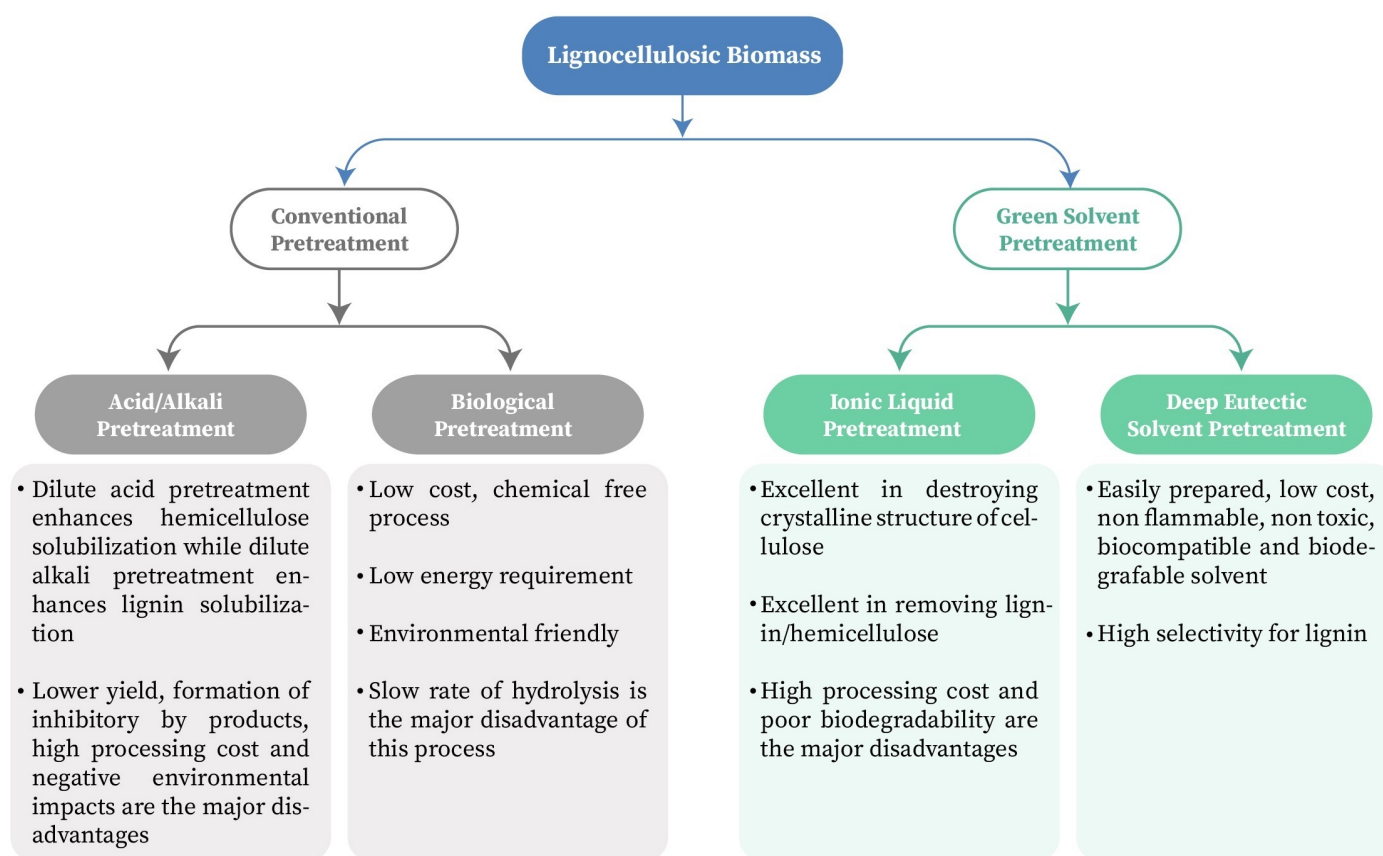 Lignocellulosic Biomass
Conventional
Pretreatment
Green Solvent
Pretreatment
Acid/Alkali
Pretreatment
Biological
Pretreatment
Ionic Liquid
Pretreatment
Deep Eutectic
Solvent Pretreatment
• Dilute acid pretreatment
enhances hemicellulose
solubilization while dilute
alkali pretreatment en-
hances lignin solubiliza-
tion
• Lower yield, formation of
inhibitory by products,
high processing cost and
negative environmental
impacts are the major dis-
advantages
• Low cost, chemical free
process
• Low energy requirement
• Environmental friendly
• Slow rate of hydrolysis is
the major disadvantage of
this process
• Excellent in destroying
crystalline structure of cel-
lulose
• Excellent in removing lign-
in/hemicellulose
• High processing cost and
poor biodegradability are
the major disadvantages
• Easily prepared, low cost,
non flammable, non toxic,
biocompatible and biode-
grafable solvent
• High selectivity for lignin